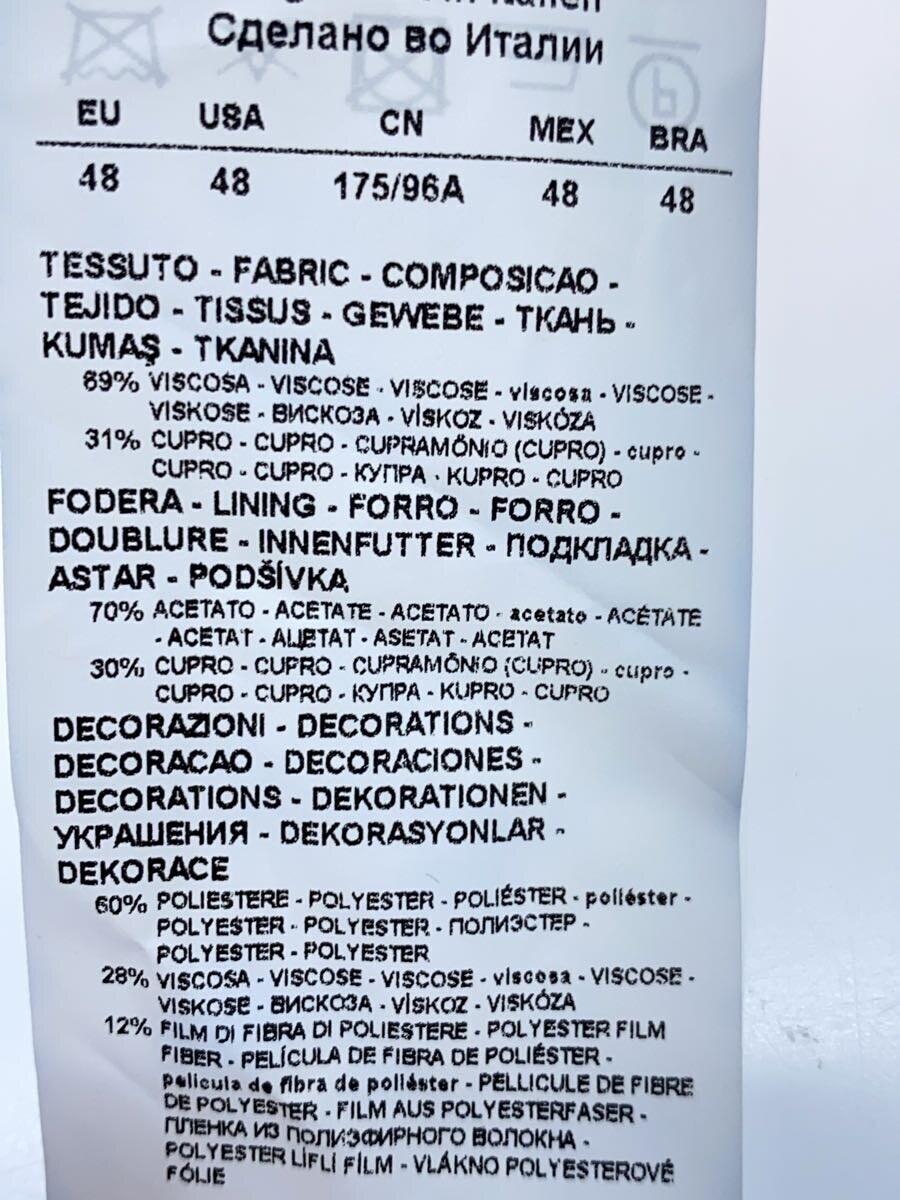 Сделано во Италии
EU USA CN MEX BRA
48 48 175/96A 48 48
TESSUTO - FABRIC - COMPOSICAO -
TEJIDO - TISSUS - GEWEBE - ТКАНЬ -
KUMAŞ - TKANINA
69% VISCOSA - VISCOSE - VISCOSE - viscosa - VISCOSE -
VISKOSE - ВИСКОЗА - VİSKOZ - VISKÓZA
31% CUPRO - CUPRO - CUPRAMÔNIO (CUPRO) - cupro -
CUPRO - CUPRO - КУПРА - KUPRO - CUPRO
FODERA - LINING - FORRO - FORRO -
DOUBLURE - INNENFUTTER - ПОДКЛАДКА -
ASTAR - PODŠÍVKA
70% ACETATO - ACETATE - ACETATO - acetato - ACÉTATE
- ACETAT - АЦЕТАТ - ASETAT - ACETAT
30% CUPRO - CUPRO - CUPRAMÔNIO (CUPRO) - cupro -
CUPRO - CUPRO - КУПРА - KUPRO - CUPRO
DECORAZIONI - DECORATIONS -
DECORACAO - DECORACIONES -
DECORATIONS - DEKORATIONEN -
УКРАШЕНИЯ - DEKORASYONLAR -
DEKORACE
60% POLIESTERE - POLYESTER - POLIÉSTER - poliéster -
POLYESTER - POLYESTER - ПОЛИЭСТЕР -
POLYESTER - POLYESTER
28% VISCOSA - VISCOSE - VISCOSE - viscosa - VISCOSE -
VISKOSE - ВИСКОЗА - VİSKOZ - VISKÓZA
12% FILM DI FIBRA DI POLIESTERE - POLYESTER FILM
FIBER - PELÍCULA DE FIBRA DE POLIÉSTER -
película de fibra de poliéster - PELLICULE DE FIBRE
DE POLYESTER - FILM AUS POLYESTERFASER -
ПЛЕНКА ИЗ ПОЛИЭФИРНОГО ВОЛОКНА -
POLYESTER LİFLİ FİLM - VLÁKNO POLYESTEROVÉ
FÓLIE